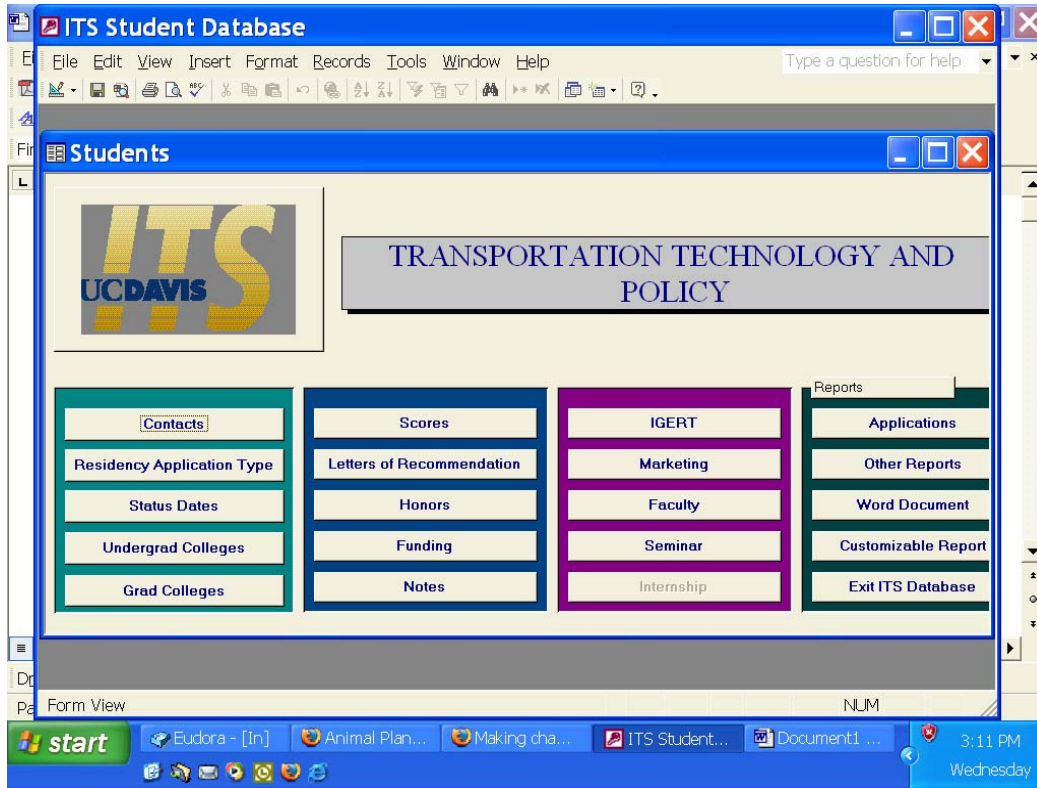 ITS Student Database
File Edit View Insert Format Records Tools Window Help Type a question for help
Students
ITS
UCDAVIS
TRANSPORTATION TECHNOLOGY AND
POLICY
Reports
Contacts Scores IGERT Applications
Residency Application Type Letters of Recommendation Marketing Other Reports
Status Dates Honors Faculty Word Document
Undergrad Colleges Funding Seminar Customizable Report
Grad Colleges Notes Internship Exit ITS Database
Form View NUM
start Eudora - [In] Animal Plan... Making cha... ITS Student... Document1 ... 3:11 PM
Wednesday